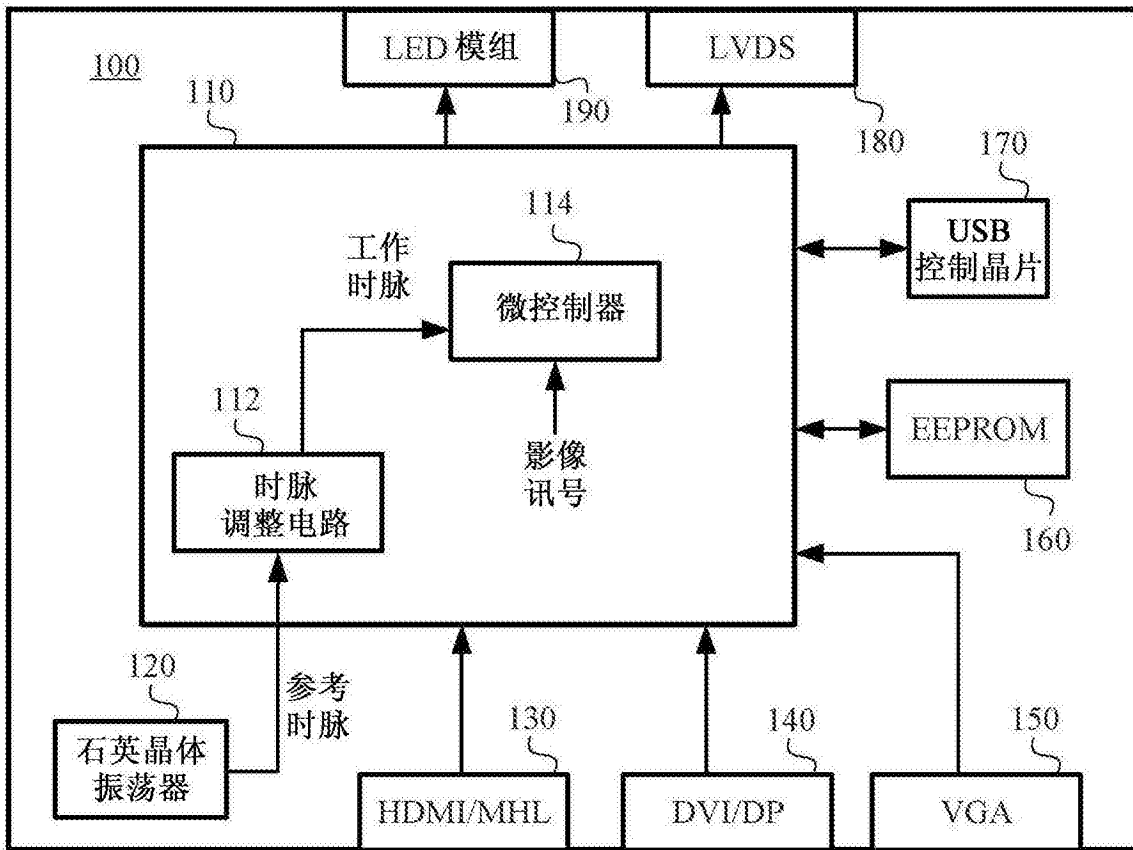 100
LED 模组
190
LVDS
180
110
170
USB
控制晶片
114
工作
时脉
微控制器
112
时脉
调整电路
影像
讯号
EEPROM
160
120
石英晶体
振荡器
参考
时脉
130
HDMI/MHL
140
DVI/DP
150
VGA